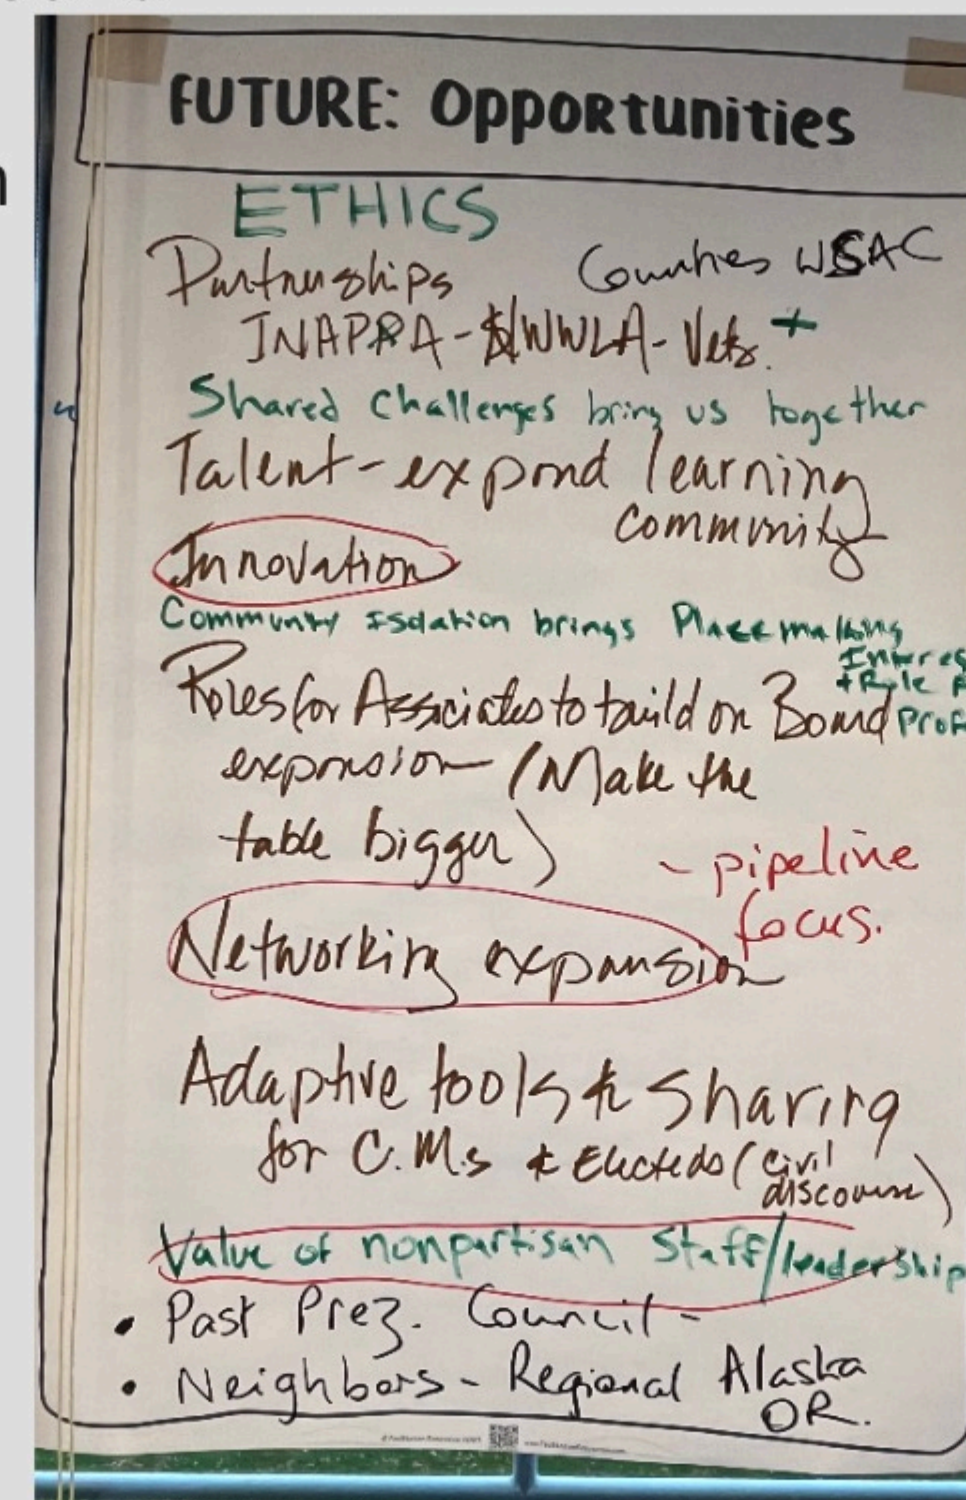 FUTURE: Opportunities
ETHICS
Partnerships Counties WSAC
INAPRA - NWWLA - Vets. +
Shared Challenges bring us together
Talent - expand learning
community
Innovation
Community Isolation brings Placemaking
+ Role
Roles for Associates to build on Board Prof
expansion (Make the
table bigger)
- pipeline
focus.
Networking expansion
Adaptive tools & sharing
for C.M.s & Electeds (civil
discourse)
Value of nonpartisan Staff/leadership
• Past Prez. Council -
• Neighbors - Regional Alaska
OR.